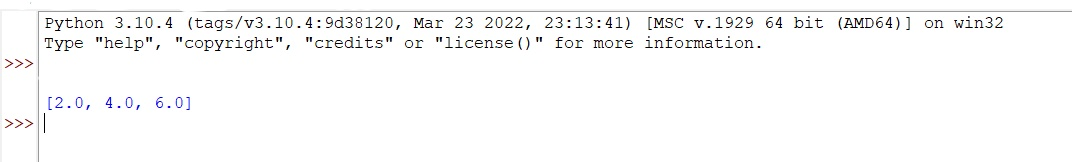 Python 3.10.4 (tags/v3.10.4:9d38120, Mar 23 2022, 23:13:41) [MSC v.1929 64 bit (AMD64)] on win32
Type "help", "copyright", "credits" or "license()" for more information.
>>>
[2.0, 4.0, 6.0]
>>>